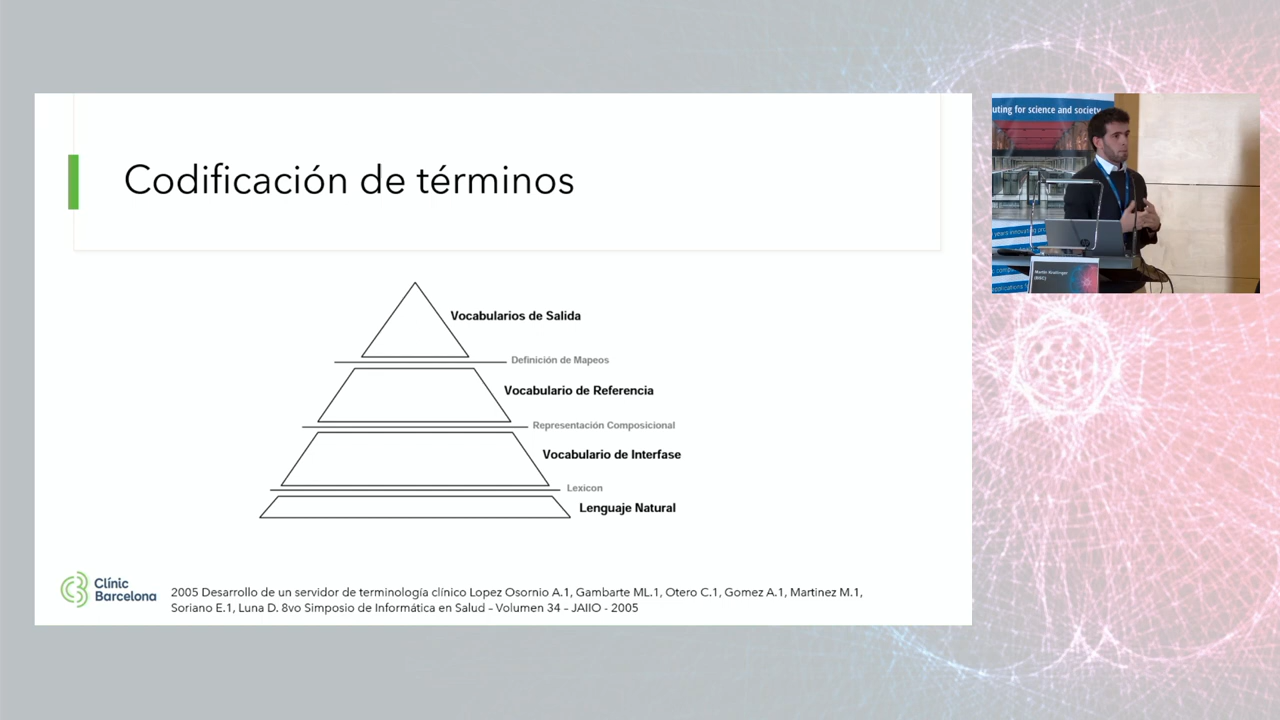 Codificación de términos
Vocabularios de Salida
Definición de Mapeos
Vocabulario de Referencia
Representación Composicional
Vocabulario de Interfase
Lexicon
Lenguaje Natural
Clínic
Barcelona
2005 Desarrollo de un servidor de terminología clínico Lopez Osornio A.1, Gambarte ML.1, Otero C.1, Gomez A.1, Martinez M.1,
Soriano E.1, Luna D. 8vo Simposio de Informática en Salud – Volumen 34 – JAIIO - 2005
uting for science and society
years innovating
(BSC)